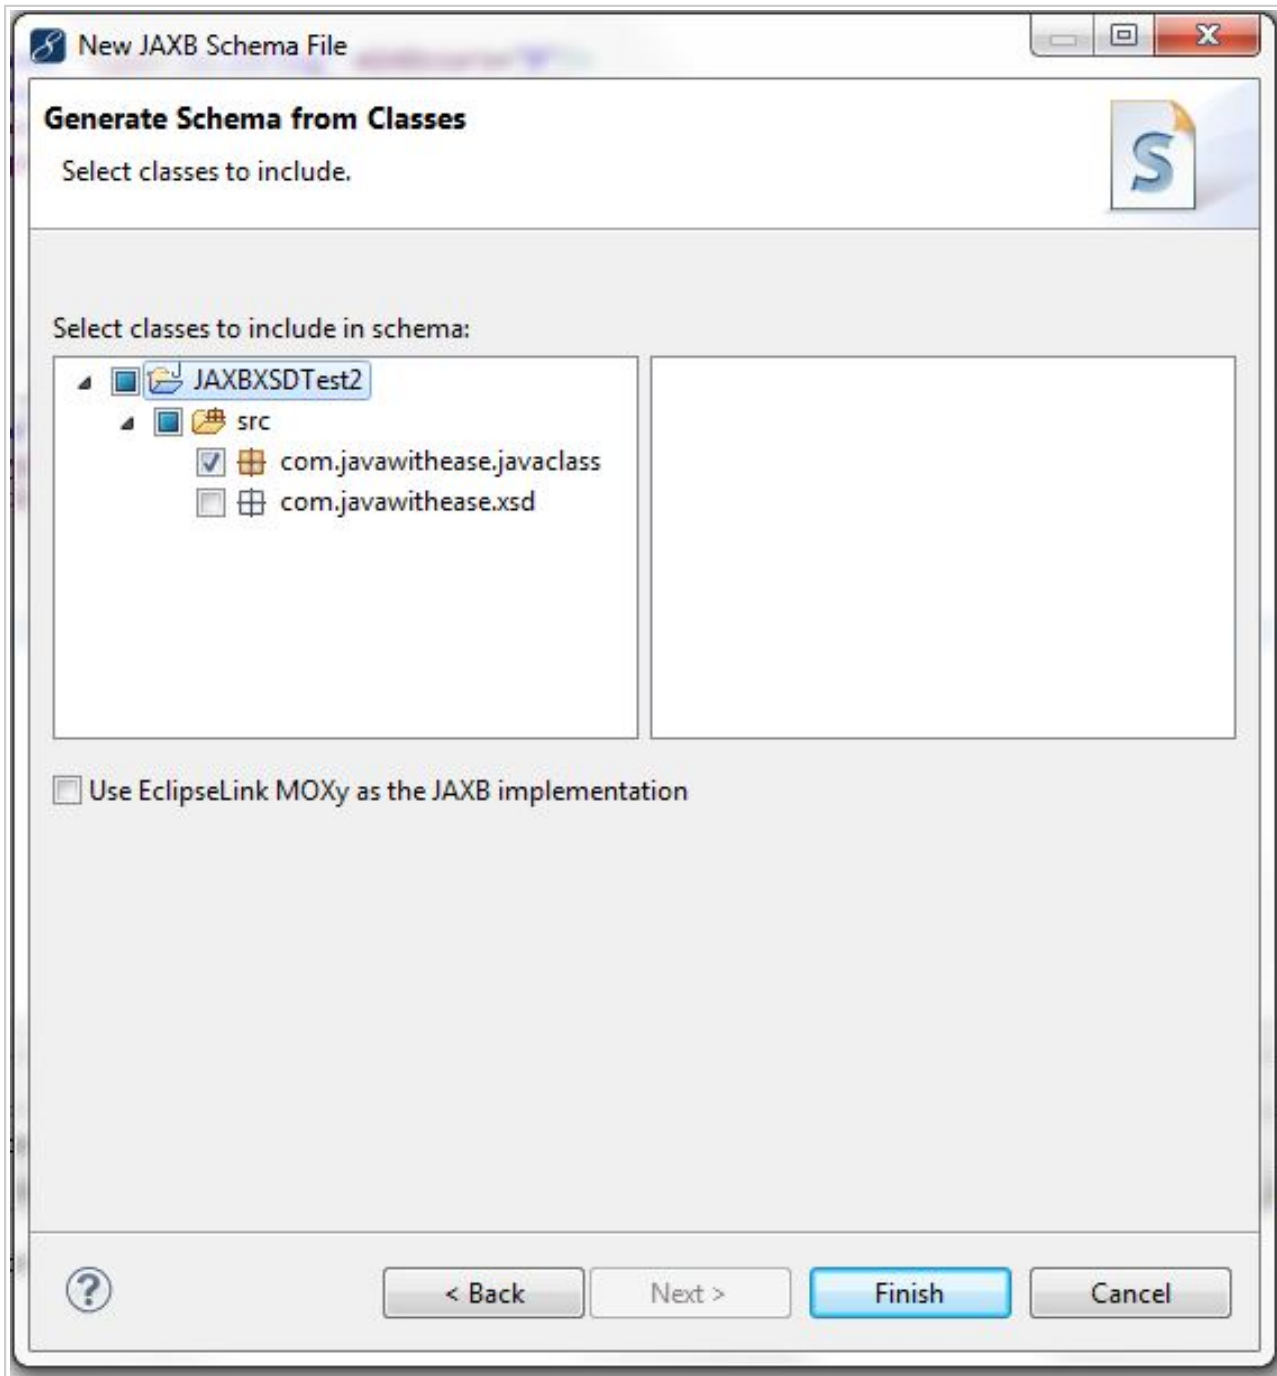 New JAXB Schema File
Generate Schema from Classes
Select classes to include.
Select classes to include in schema:
JAXBXSDTest2
src
com.javawithease.javaclass
com.javawithease.xsd
Use EclipseLink MOXy as the JAXB implementation
< Back Next > Finish Cancel